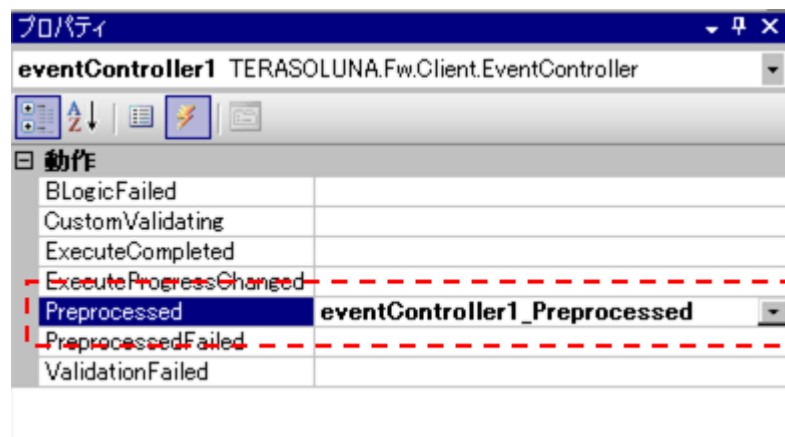 プロパティ
eventController1 TERASOLUNA.Fw.Client.EventController
動作
BLogicFailed
CustomValidating
ExecuteCompleted
ExecuteProgressChanged
Preprocessed eventController1_Preprocessed
PreprocessedFailed
ValidationFailed